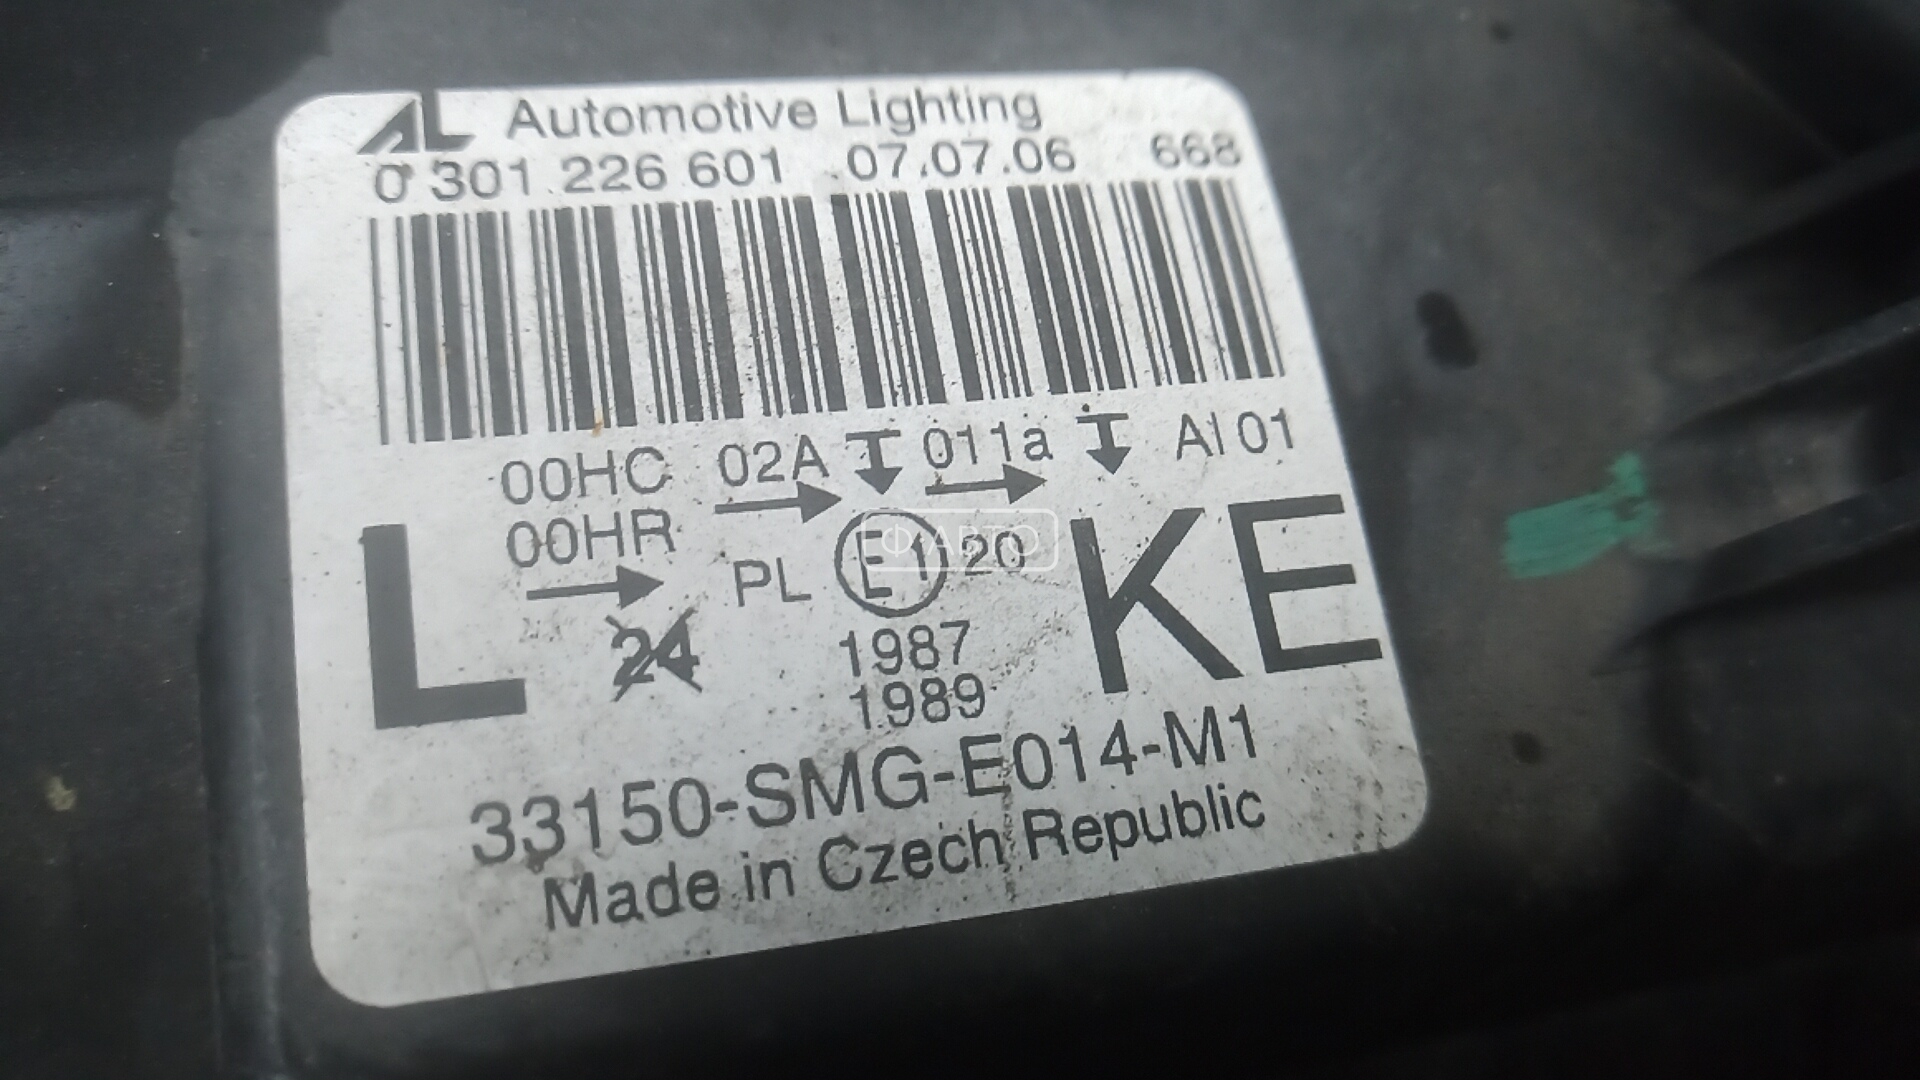 AL Automotive Lighting
0 301 226 601 07.07.06 668
00HC 02A 011a AI 01
00HR
L PL E1 20 KE
24
1987
1989
33150-SMG-E014-M1
Made in Czech Republic